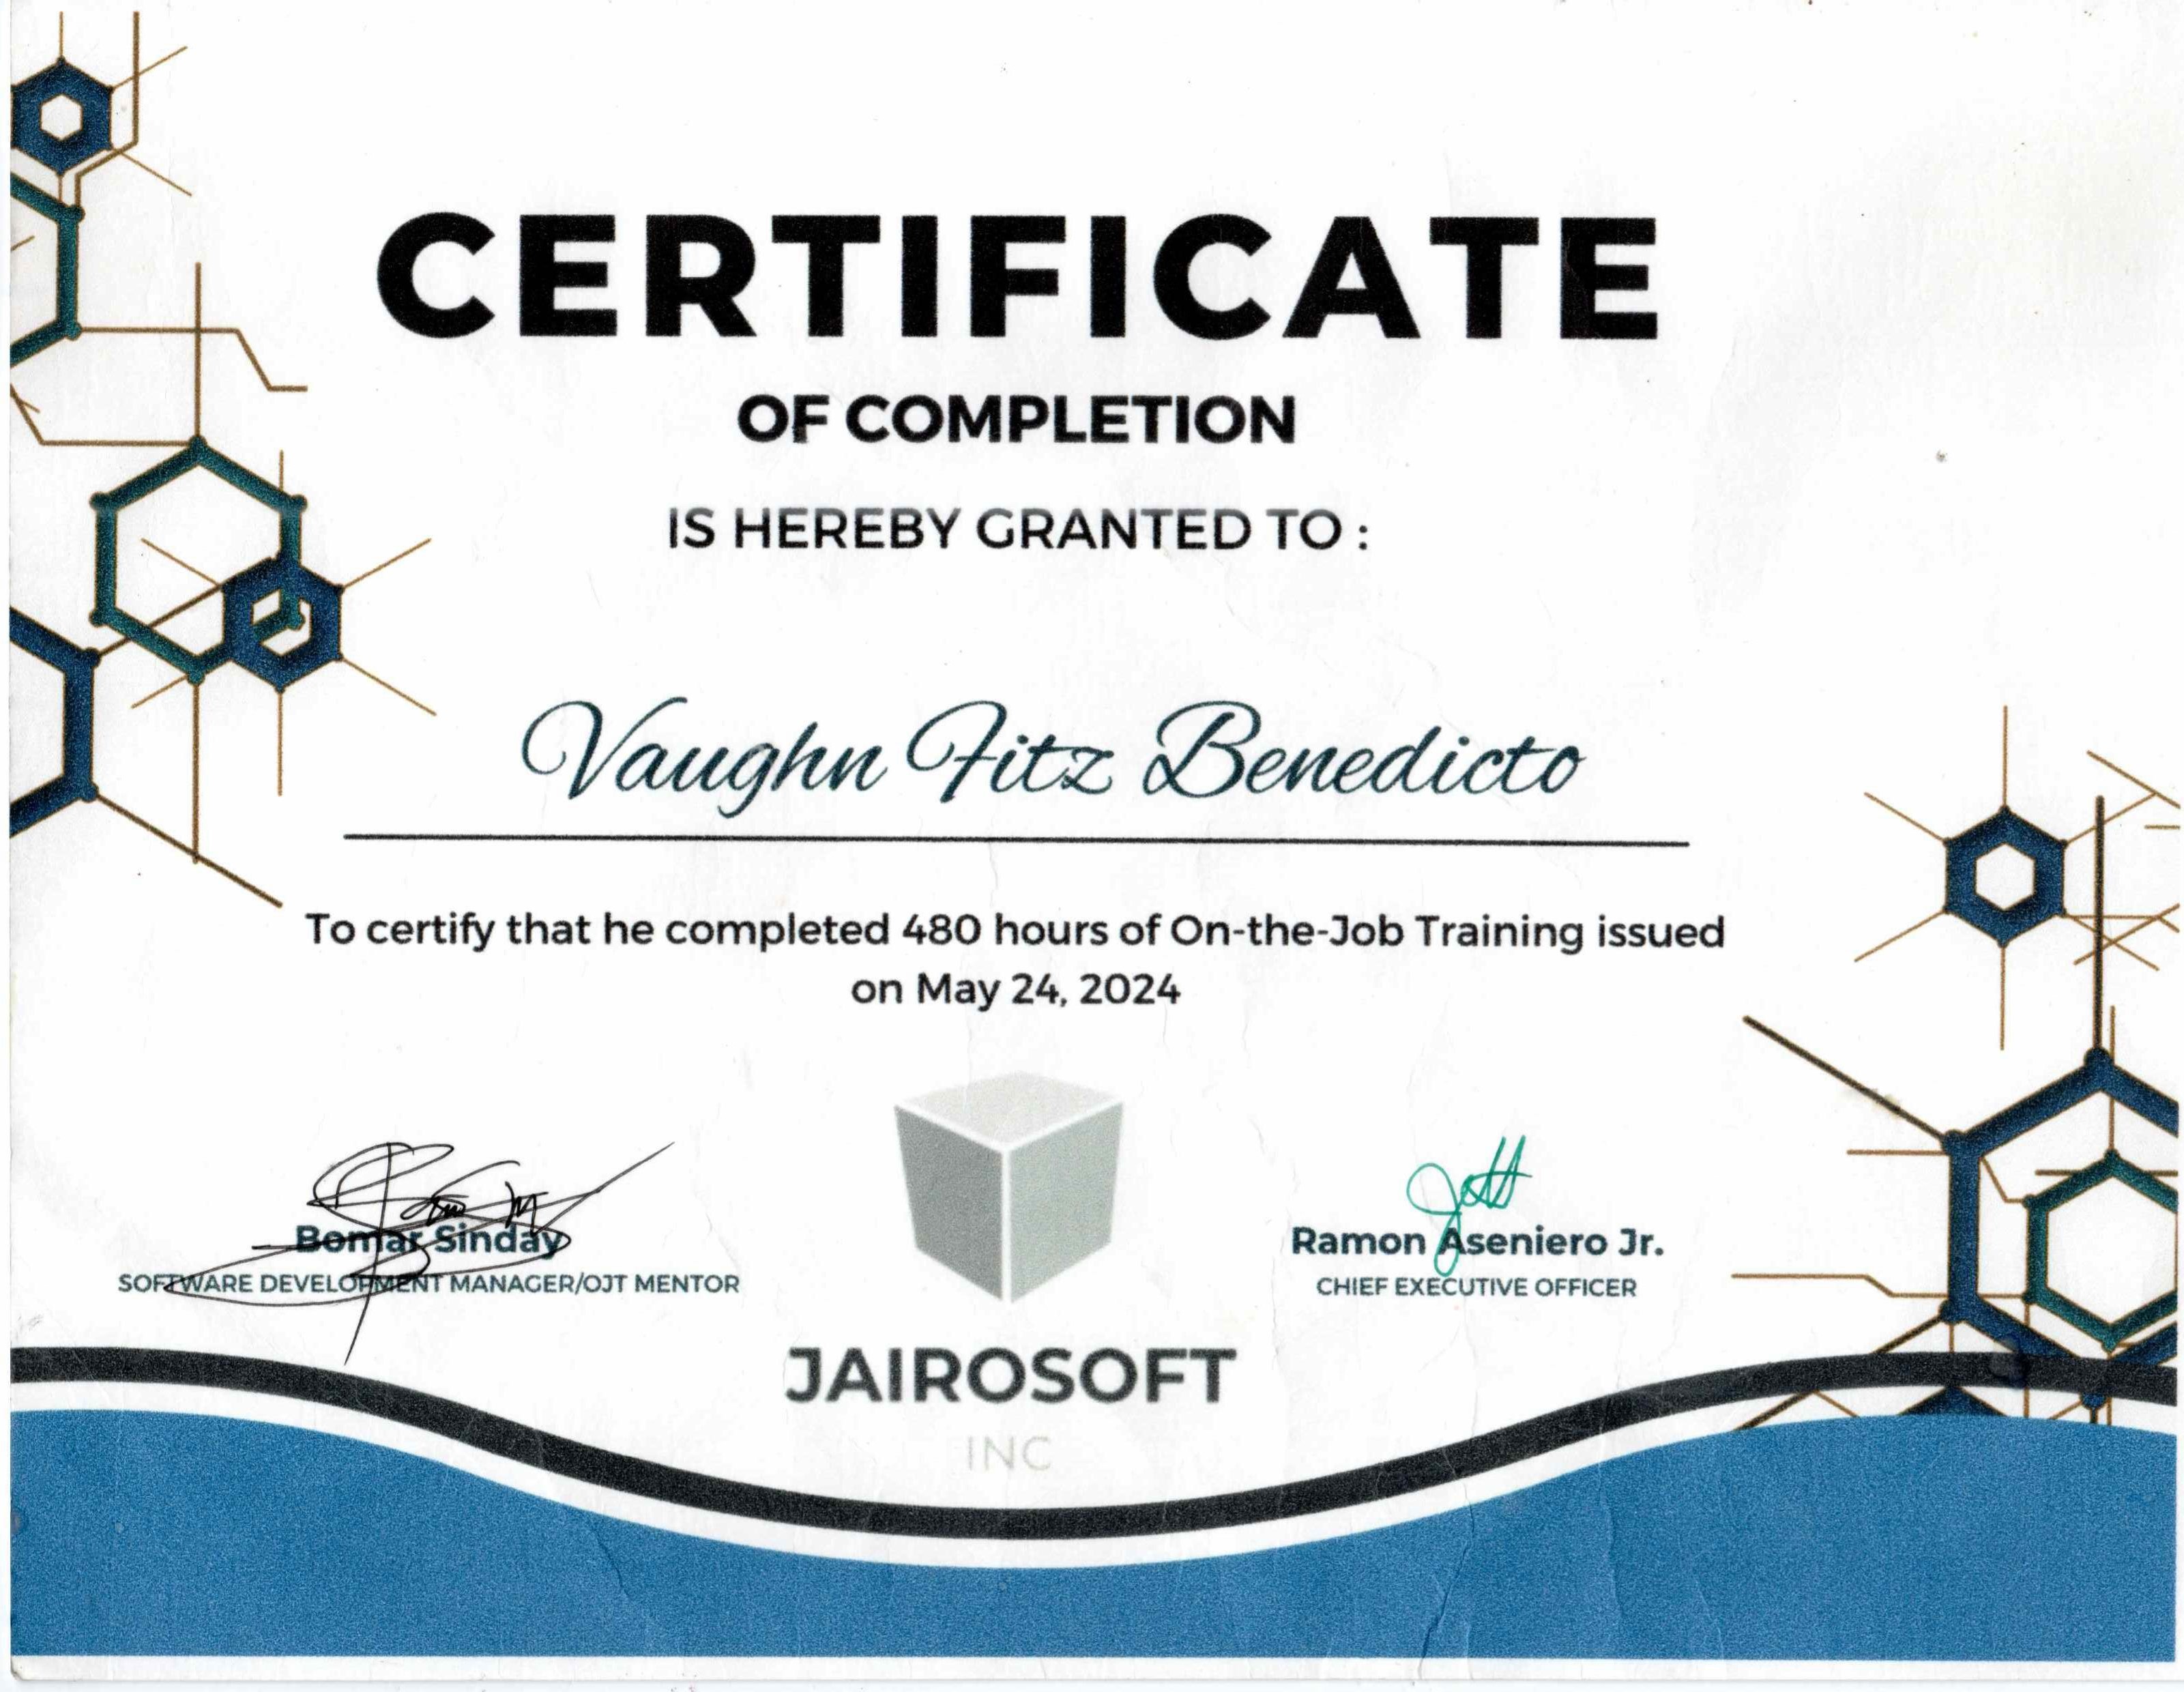 CERTIFICATE
OF COMPLETION
IS HEREBY GRANTED TO :
Vaughn Fitz Benedicto
To certify that he completed 480 hours of On-the-Job Training issued
on May 24, 2024
Bomar Sinday
SOFTWARE DEVELOPMENT MANAGER/OJT MENTOR
Ramon Aseniero Jr.
CHIEF EXECUTIVE OFFICER
JAIROSOFT
INC